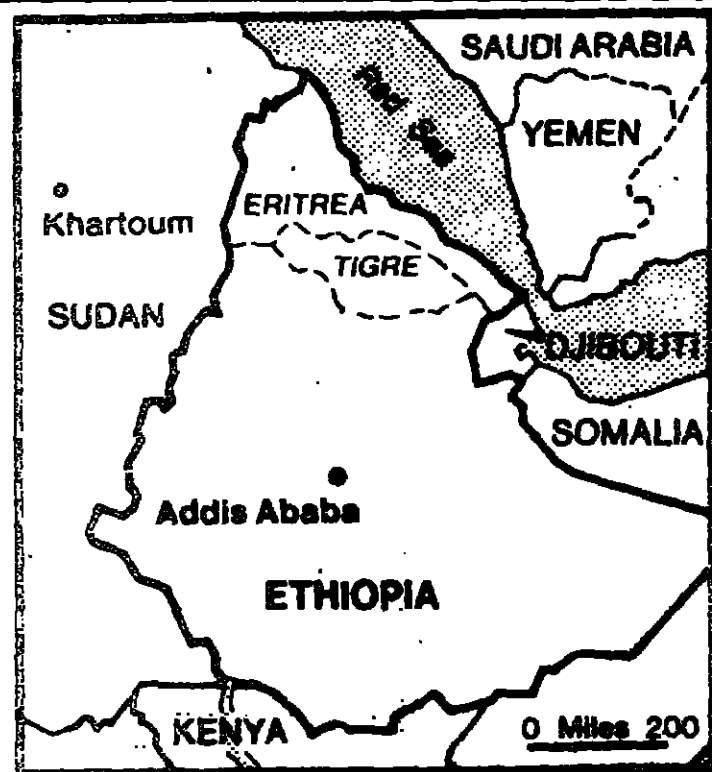 SAUDI ARABIA
Red Sea
YEMEN
Khartoum
ERITREA
TIGRE
SUDAN
DJIBOUTI
SOMALIA
Addis Ababa
ETHIOPIA
KENYA
0 Miles 200